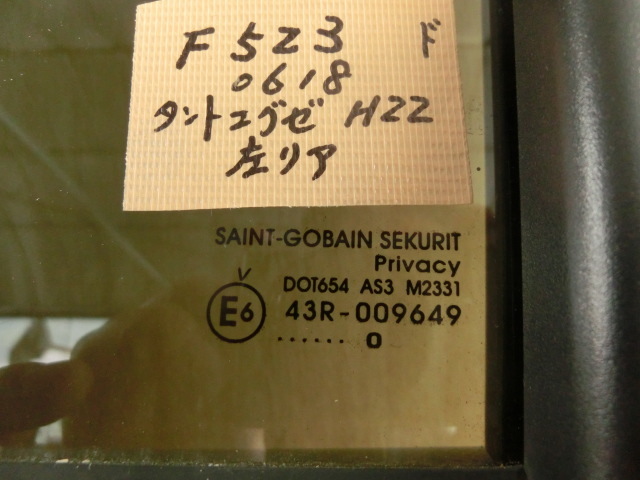 F523 ド
0618
タントエグゼ H22
左リア
SAINT-GOBAIN SEKURIT
Privacy
V
DOT654 AS3 M2331
E6 43R-009649
...... 0